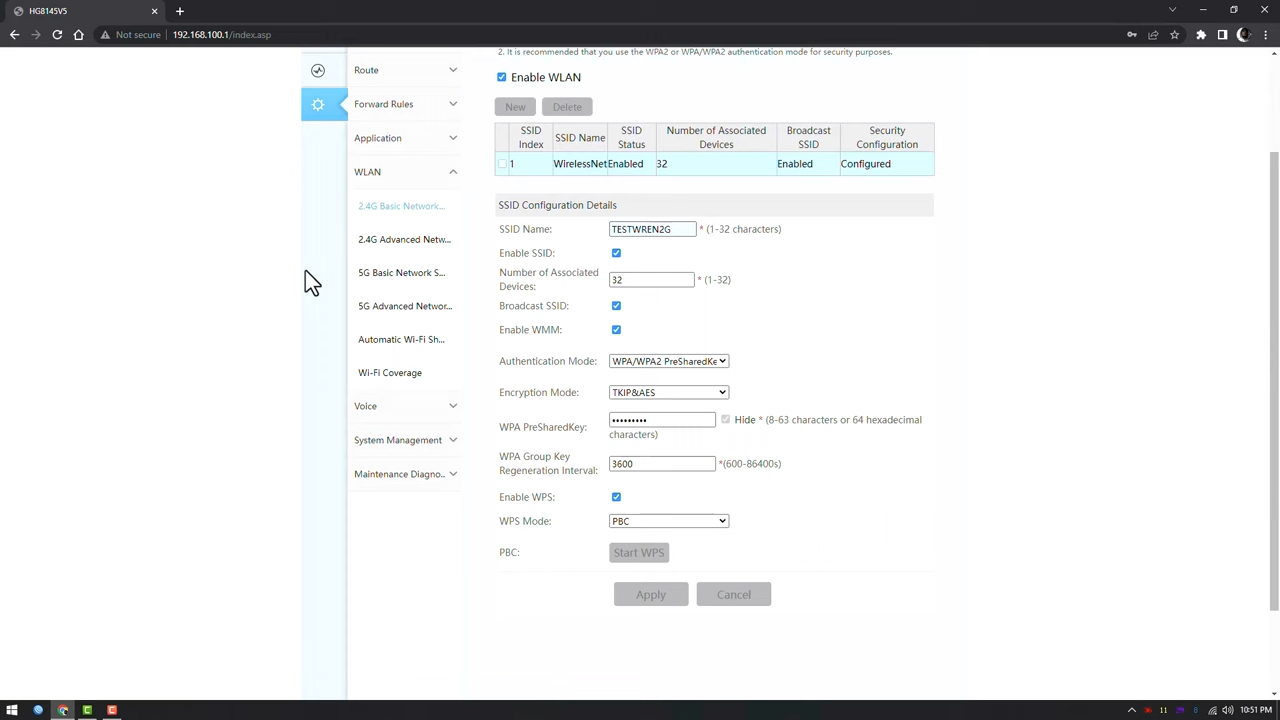 HG8145V5
Not secure
192.168.100.1/index.asp
2. It is recommended that you use the WPA2 or WPA/WPA2 authentication mode for security purposes.
Route
Forward Rules
Application
WLAN
2.4G Basic Network...
2.4G Advanced Netw...
5G Basic Network S...
5G Advanced Networ...
Automatic Wi-Fi Sh...
Wi-Fi Coverage
Voice
System Management
Maintenance Diagno...
Enable WLAN
New Delete
SSID Index SSID Name SSID Status Number of Associated Devices Broadcast SSID Security Configuration
1 WirelessNet Enabled 32 Enabled Configured
SSID Configuration Details
SSID Name: TESTWREN2G * (1-32 characters)
Enable SSID:
Number of Associated
Devices: 32 * (1-32)
Broadcast SSID:
Enable WMM:
Authentication Mode: WPA/WPA2 PreSharedKe
Encryption Mode: TKIP&AES
WPA PreSharedKey: ••••••••• Hide * (8-63 characters or 64 hexadecimal
characters)
WPA Group Key
Regeneration Interval: 3600 *(600-86400s)
Enable WPS:
WPS Mode: PBC
PBC: Start WPS
Apply Cancel
11 8 10:51 PM